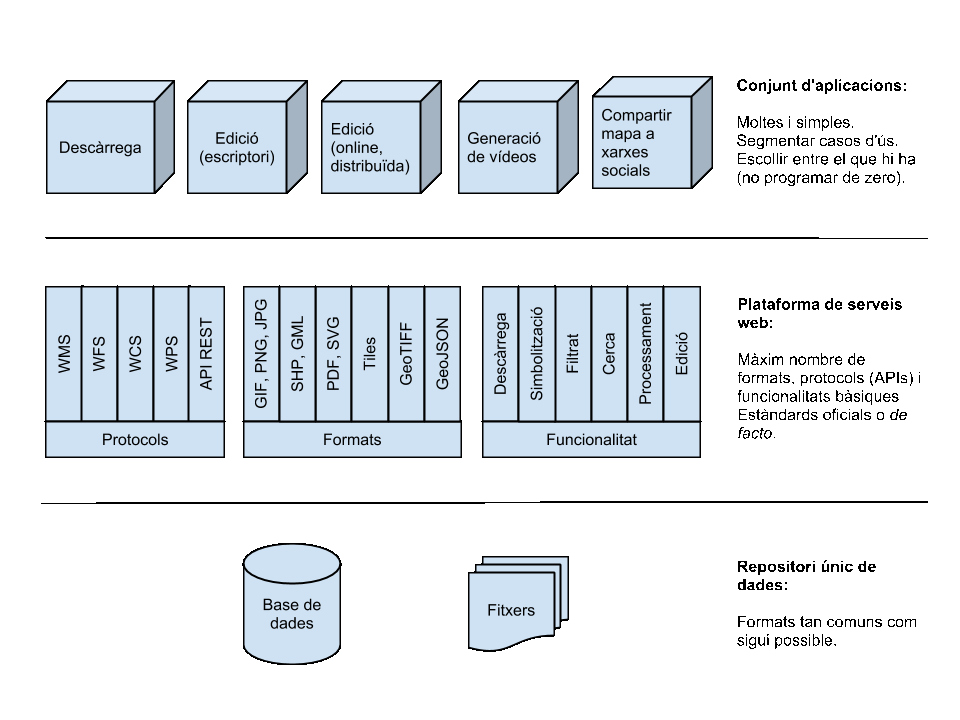 Descàrrega
Edició
(escriptori)
Edició
(online,
distribuïda)
Generació
de vídeos
Compartir
mapa a
xarxes
socials
Conjunt d'aplicacions:
Moltes i simples.
Segmentar casos d'ús.
Escollir entre el que hi ha
(no programar de zero).
WMS
WFS
WCS
WPS
API REST
Protocols
GIF, PNG, JPG
SHP, GML
PDF, SVG
Tiles
GeoTIFF
GeoJSON
Formats
Descàrrega
Simbolització
Filtrat
Cerca
Processament
Edició
Funcionalitat
Plataforma de serveis
web:
Màxim nombre de
formats, protocols (APIs) i
funcionalitats bàsiques
Estàndards oficials o de
facto.
Base de
dades
Fitxers
Repositori únic de
dades:
Formats tan comuns com
sigui possible.